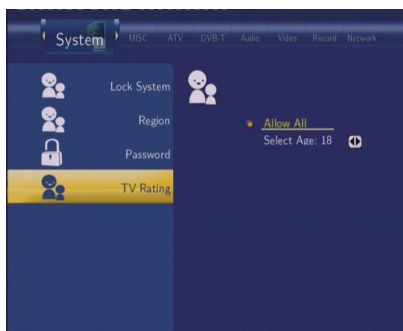 System MISC ATV DVB-T Audio Video Record Network
Lock System
Region
Password
TV Rating
Allow All
Select Age: 18